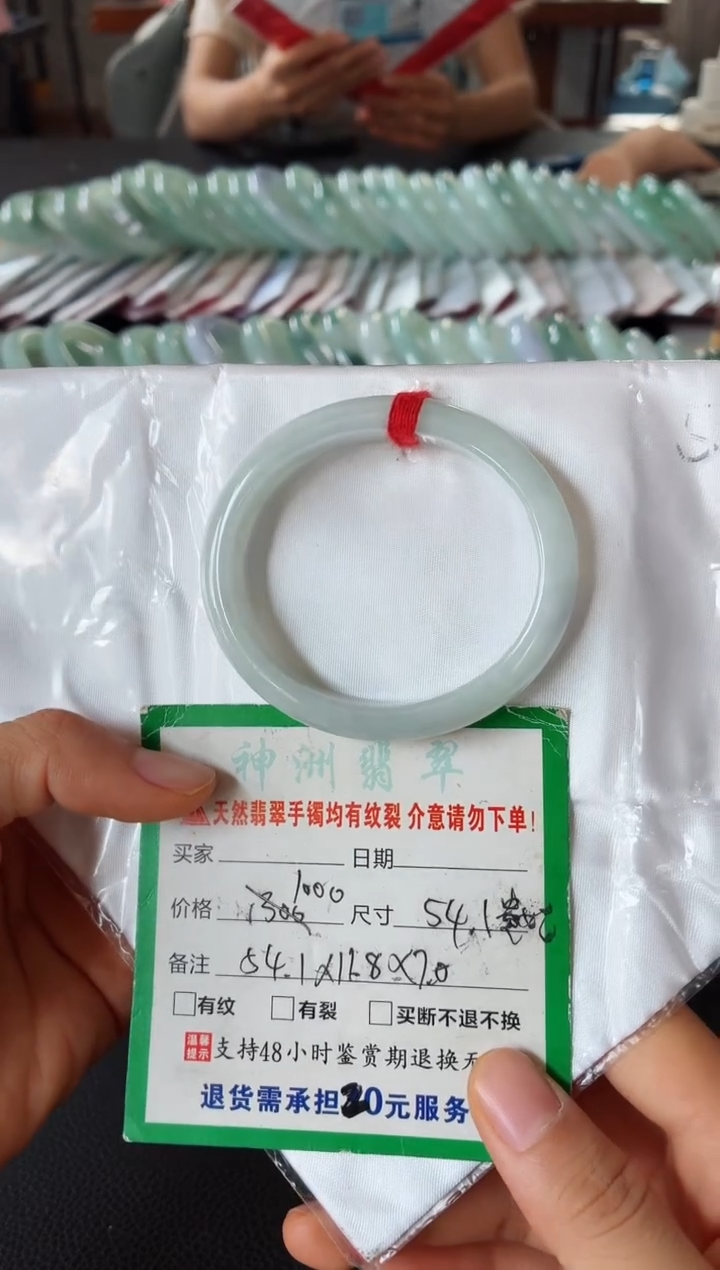 神洲翡翠
天然翡翠手镯均有纹裂 介意请勿下单!
买家 日期
价格 1300 1000 尺寸 54.1
备注 54.1X11.8X7.0
□有纹 □有裂 □买断不退不换
温馨提示 支持48小时鉴赏期退换
退货需承担20元服务